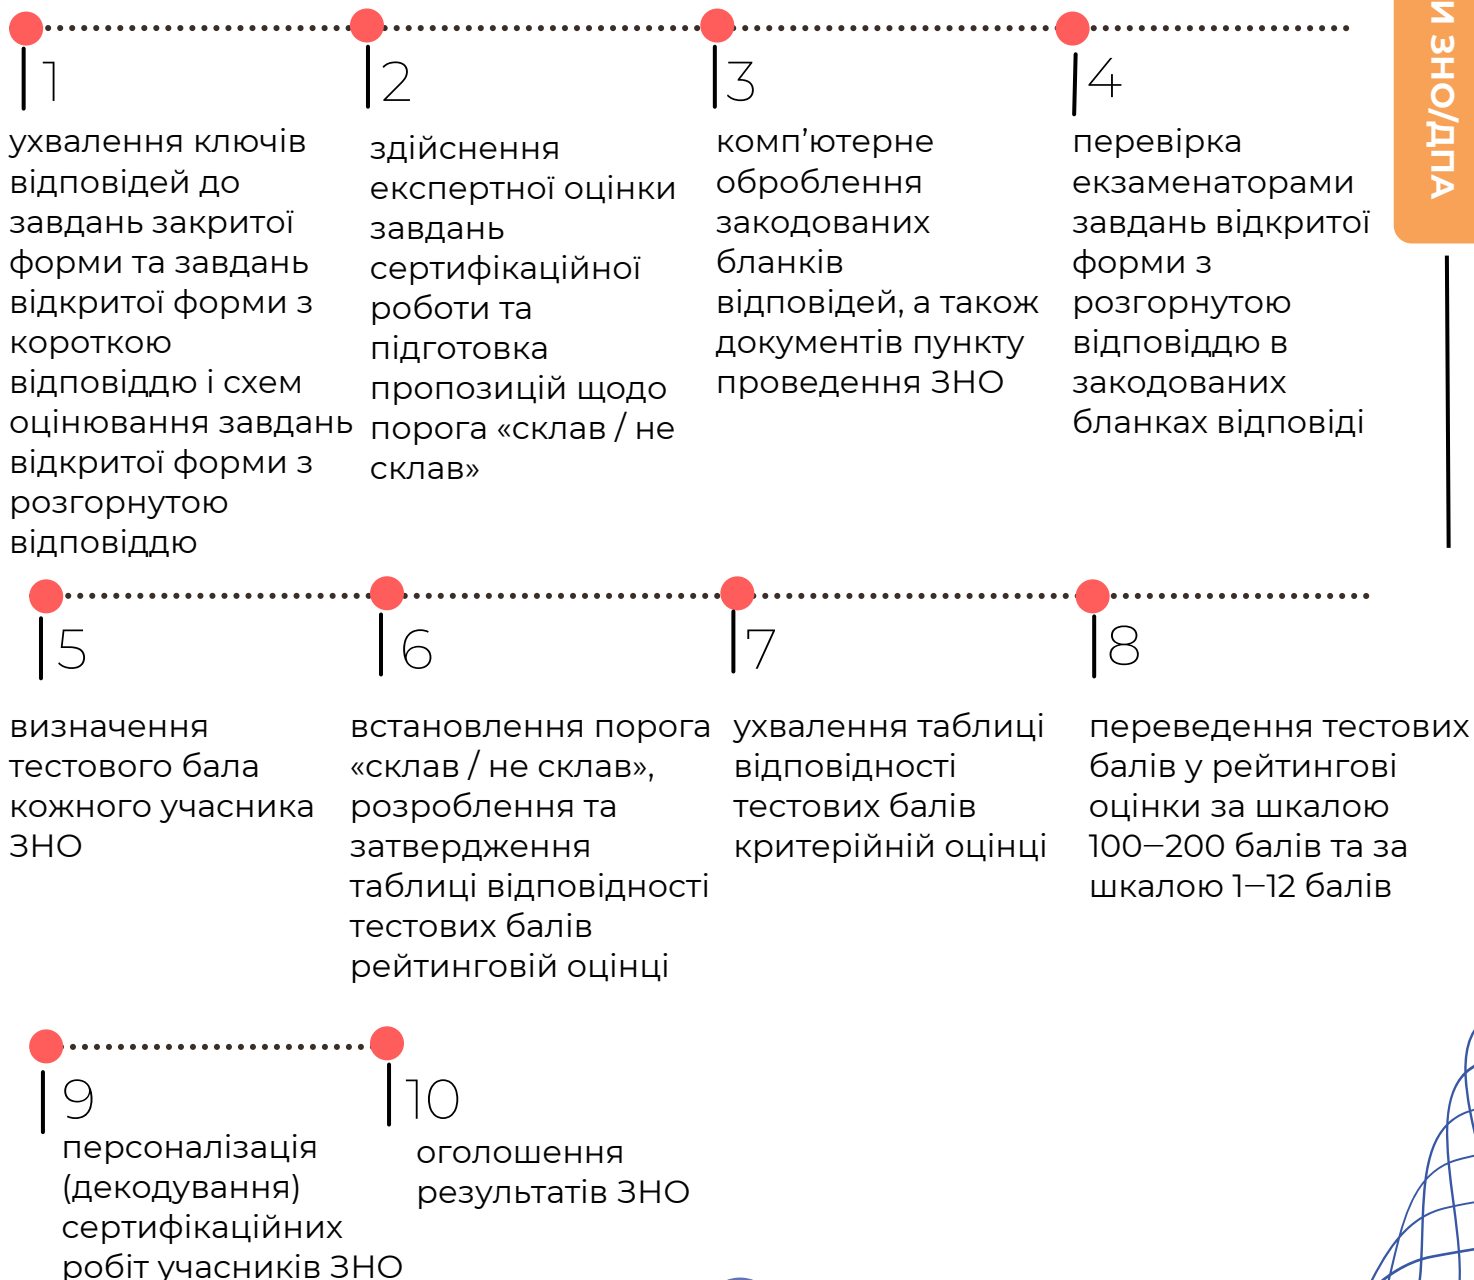 1
ухвалення ключів
відповідей до
завдань закритої
форми та завдань
відкритої форми з
короткою
відповіддю і схем
оцінювання завдань
відкритої форми з
розгорнутою
відповіддю
2
здійснення
експертної оцінки
завдань
сертифікаційної
роботи та
підготовка
пропозицій щодо
порога «склав / не
склав»
3
комп’ютерне
оброблення
закодованих
бланків
відповідей, а також
документів пункту
проведення ЗНО
4
перевірка
екзаменаторами
завдань відкритої
форми з
розгорнутою
відповіддю в
закодованих
бланках відповіді
ЗНО/ДПА
5
визначення
тестового бала
кожного учасника
ЗНО
6
встановлення порога
«склав / не склав»,
розроблення та
затвердження
таблиці відповідності
тестових балів
рейтинговій оцінці
7
ухвалення таблиці
відповідності
тестових балів
критерійній оцінці
8
переведення тестових
балів у рейтингові
оцінки за шкалою
100–200 балів та за
шкалою 1–12 балів
9
персоналізація
(декодування)
сертифікаційних
робіт учасників ЗНО
10
оголошення
результатів ЗНО